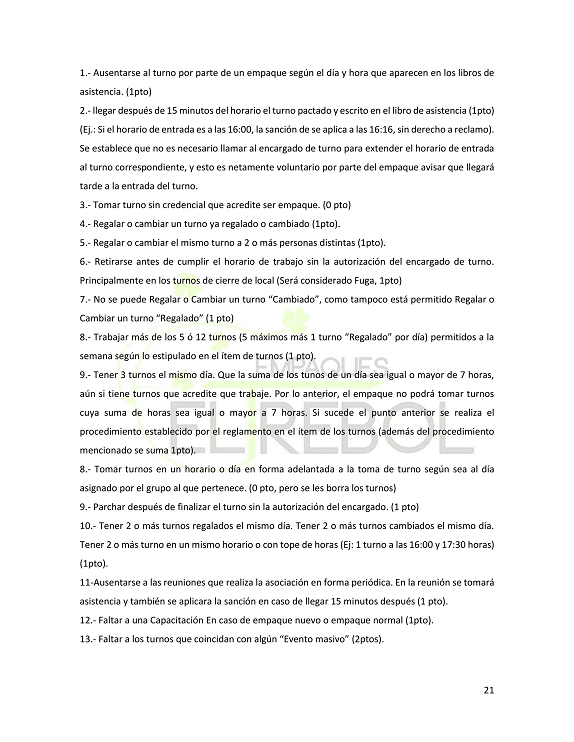 1.- Ausentarse al turno por parte de un empaque según el día y hora que aparecen en los libros de
asistencia. (1pto)
2.- llegar después de 15 minutos del horario el turno pactado y escrito en el libro de asistencia (1pto)
(Ej.: Si el horario de entrada es a las 16:00, la sanción de se aplica a las 16:16, sin derecho a reclamo).
Se establece que no es necesario llamar al encargado de turno para extender el horario de entrada
al turno correspondiente, y esto es netamente voluntario por parte del empaque avisar que llegará
tarde a la entrada del turno.
3.- Tomar turno sin credencial que acredite ser empaque. (0 pto)
4.- Regalar o cambiar un turno ya regalado o cambiado (1pto).
5.- Regalar o cambiar el mismo turno a 2 o más personas distintas (1pto).
6.- Retirarse antes de cumplir el horario de trabajo sin la autorización del encargado de turno.
Principalmente en los turnos de cierre de local (Será considerado Fuga, 1pto)
7.- No se puede Regalar o Cambiar un turno “Cambiado”, como tampoco está permitido Regalar o
Cambiar un turno “Regalado” (1 pto)
8.- Trabajar más de los 5 ó 12 turnos (5 máximos más 1 turno “Regalado” por día) permitidos a la
semana según lo estipulado en el ítem de turnos (1 pto).
EMPAQUES
9.- Tener 3 turnos el mismo día. Que la suma de los tunos de un día sea igual o mayor de 7 horas,
aún si tiene turnos que acredite que trabaje. Por lo anterior, el empaque no podrá tomar turnos
cuya suma de horas sea igual o mayor a 7 horas. Si sucede el punto anterior se realiza el
procedimiento establecido por el reglamento en el ítem de los turnos (además del procedimiento
mencionado se suma 1pto).
EL TREBOL
8.- Tomar turnos en un horario o día en forma adelantada a la toma de turno según sea al día
asignado por el grupo al que pertenece. (0 pto, pero se les borra los turnos)
9.- Parchar después de finalizar el turno sin la autorización del encargado. (1 pto)
10.- Tener 2 o más turnos regalados el mismo día. Tener 2 o más turnos cambiados el mismo día.
Tener 2 o más turno en un mismo horario o con tope de horas (Ej: 1 turno a las 16:00 y 17:30 horas)
(1pto).
11-Ausentarse a las reuniones que realiza la asociación en forma periódica. En la reunión se tomará
asistencia y también se aplicara la sanción en caso de llegar 15 minutos después (1 pto).
12.- Faltar a una Capacitación En caso de empaque nuevo o empaque normal (1pto).
13.- Faltar a los turnos que coincidan con algún “Evento masivo” (2ptos).
21